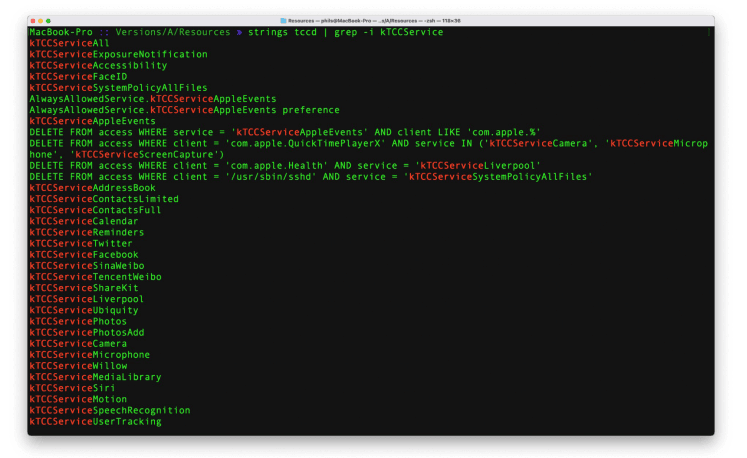 Resources — philu@MacBook-Pro — ..s/A/Resources — -zsh — 118×36
MacBook-Pro :: Versions/A/Resources » strings tccd | grep -i kTCCService
kTCCServiceAll
kTCCServiceExposureNotification
kTCCServiceAccessibility
kTCCServiceFaceID
kTCCServiceSystemPolicyAllFiles
AlwaysAllowedService.kTCCServiceAppleEvents
AlwaysAllowedService.kTCCServiceAppleEvents preference
kTCCServiceAppleEvents
DELETE FROM access WHERE service = 'kTCCServiceAppleEvents' AND client LIKE 'com.apple.%'
DELETE FROM access WHERE client = 'com.apple.QuickTimePlayerX' AND service IN ('kTCCServiceCamera', 'kTCCServiceMicrop
hone', 'kTCCServiceScreenCapture')
DELETE FROM access WHERE client = 'com.apple.Health' AND service = 'kTCCServiceLiverpool'
DELETE FROM access WHERE client = '/usr/sbin/sshd' AND service = 'kTCCServiceSystemPolicyAllFiles'
kTCCServiceAddressBook
kTCCServiceContactsLimited
kTCCServiceContactsFull
kTCCServiceCalendar
kTCCServiceReminders
kTCCServiceTwitter
kTCCServiceFacebook
kTCCServiceSinaWeibo
kTCCServiceTencentWeibo
kTCCServiceShareKit
kTCCServiceLiverpool
kTCCServiceUbiquity
kTCCServicePhotos
kTCCServicePhotosAdd
kTCCServiceCamera
kTCCServiceMicrophone
kTCCServiceWillow
kTCCServiceMediaLibrary
kTCCServiceSiri
kTCCServiceMotion
kTCCServiceSpeechRecognition
kTCCServiceUserTracking